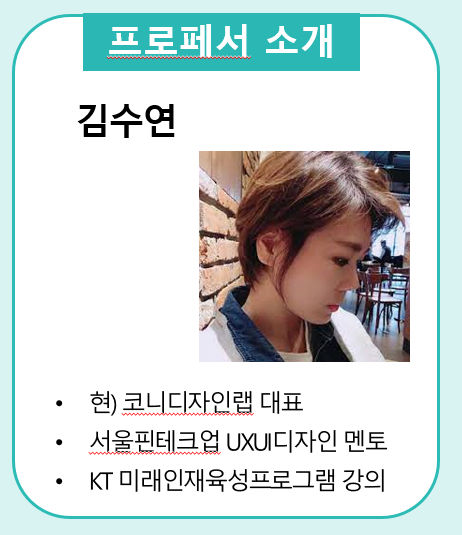 프로페서 소개
김수연
• 현) 코니디자인랩 대표
• 서울핀테크업 UXUI디자인 멘토
• KT 미래인재육성프로그램 강의